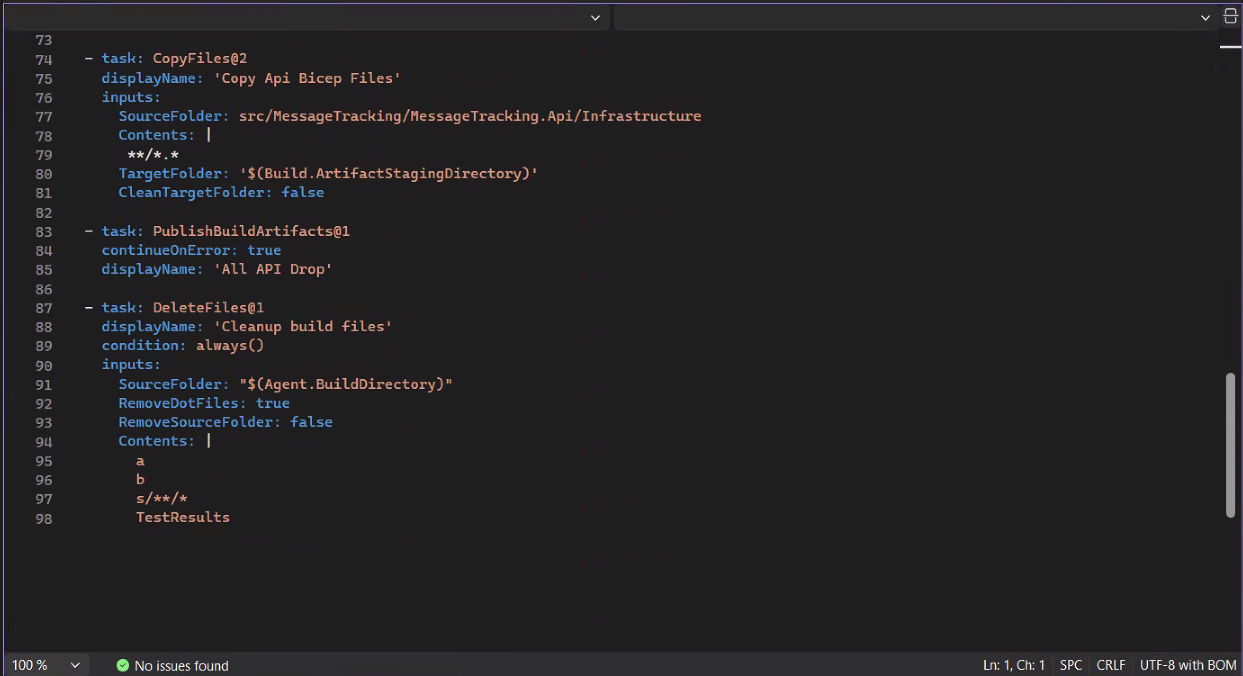 73
74 - task: CopyFiles@2
75 displayName: 'Copy Api Bicep Files'
76 inputs:
77 SourceFolder: src/MessageTracking/MessageTracking.Api/Infrastructure
78 Contents: |
79 **/*.*
80 TargetFolder: '$(Build.ArtifactStagingDirectory)'
81 CleanTargetFolder: false
82
83 - task: PublishBuildArtifacts@1
84 continueOnError: true
85 displayName: 'All API Drop'
86
87 - task: DeleteFiles@1
88 displayName: 'Cleanup build files'
89 condition: always()
90 inputs:
91 SourceFolder: "$(Agent.BuildDirectory)"
92 RemoveDotFiles: true
93 RemoveSourceFolder: false
94 Contents: |
95 a
96 b
97 s/**/*
98 TestResults
100 % No issues found Ln: 1, Ch: 1 SPC CRLF UTF-8 with BOM